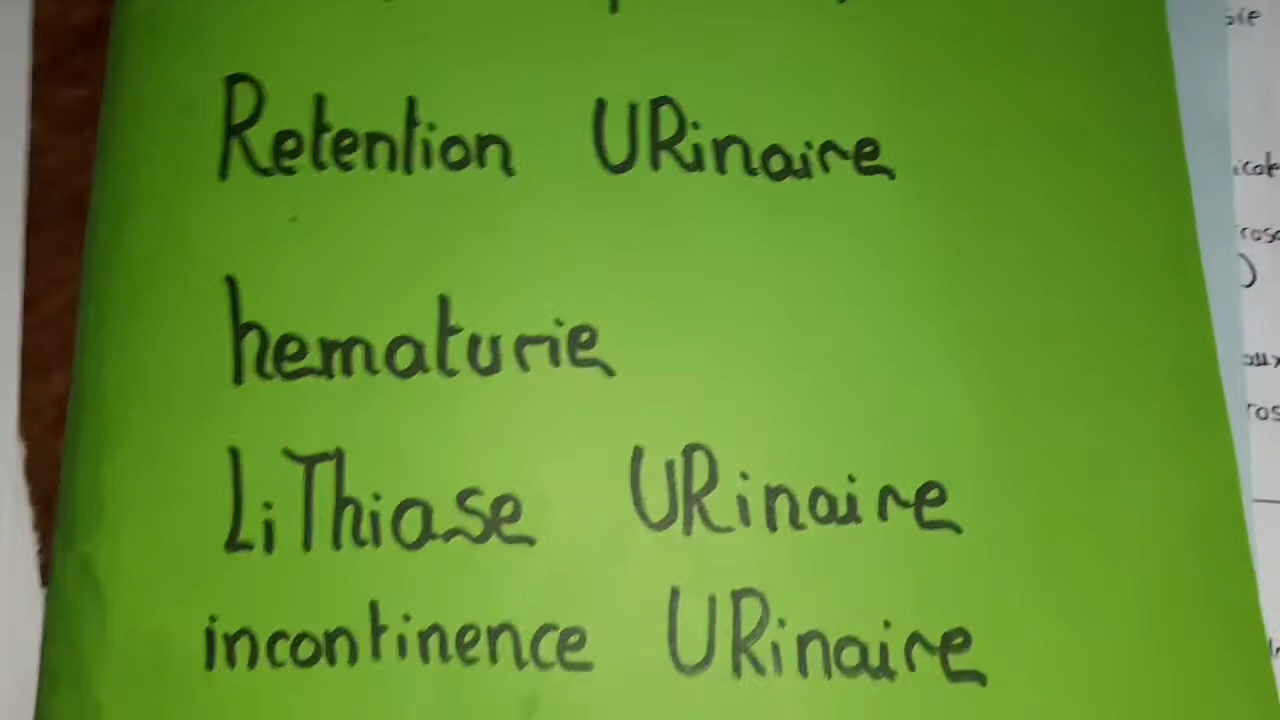 Retention URinaire
hematurie
LiThiase URinaire
incontinence URinaire